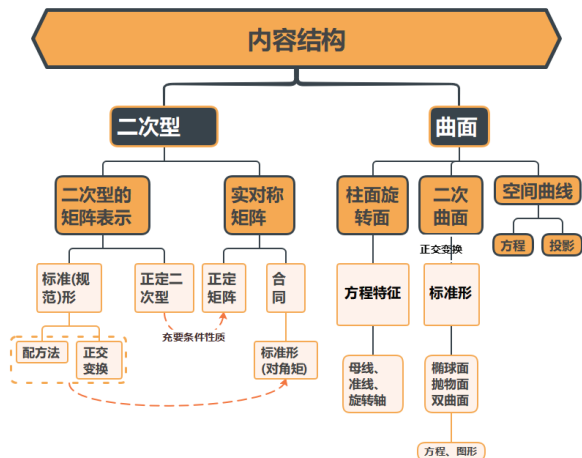 内容结构
二次型
曲面
二次型的
矩阵表示
实对称
矩阵
柱面旋
转面
二次
曲面
空间曲线
正交变换
方程
投影
标准(规
范)形
正定二
次型
正定
矩阵
合
同
方程特征
标准形
充要条件性质
配方法
正交
变换
标准形
(对角矩)
母线、
准线、
旋转轴
椭球面
抛物面
双曲面
方程、图形